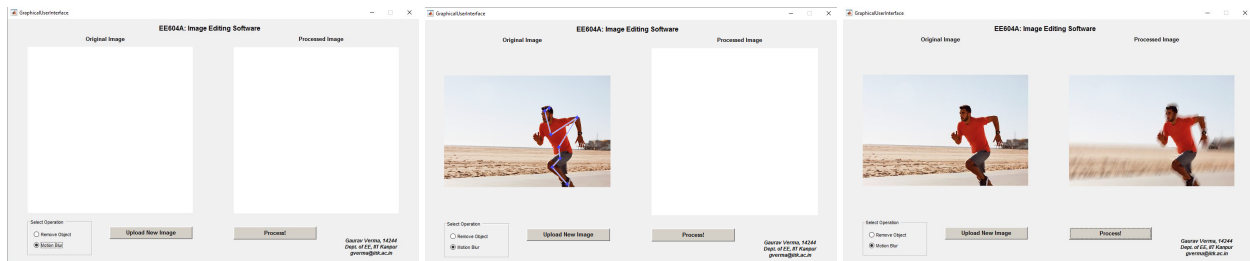 GraphicalUserInterface
EE604A: Image Editing Software
Original Image
Processed Image
Select Operation
Remove Object
Motion Blur
Upload New Image
Process!
Gaurav Verma, 14244
Dept. of EE, IIT Kanpur
gverma@iitk.ac.in
GraphicalUserInterface
EE604A: Image Editing Software
Original Image
Processed Image
Select Operation
Remove Object
Motion Blur
Upload New Image
Process!
Gaurav Verma, 14244
Dept. of EE, IIT Kanpur
gverma@iitk.ac.in
GraphicalUserInterface
EE604A: Image Editing Software
Original Image
Processed Image
Select Operation
Remove Object
Motion Blur
Upload New Image
Process!
Gaurav Verma, 14244
Dept. of EE, IIT Kanpur
gverma@iitk.ac.in